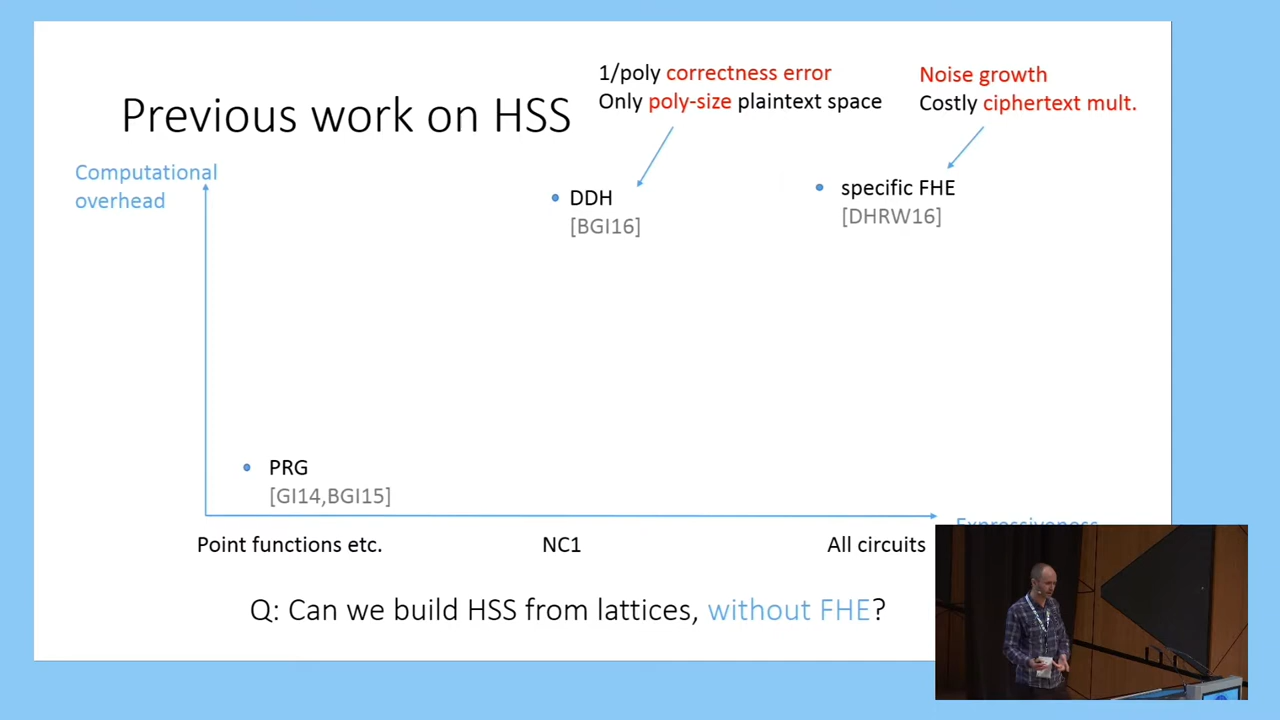 Previous work on HSS
1/poly correctness error
Only poly-size plaintext space
Noise growth
Costly ciphertext mult.
Computational
overhead
DDH
[BGI16]
specific FHE
[DHRW16]
PRG
[GI14,BGI15]
Expressiveness
Point functions etc.
NC1
All circuits
Q: Can we build HSS from lattices, without FHE?